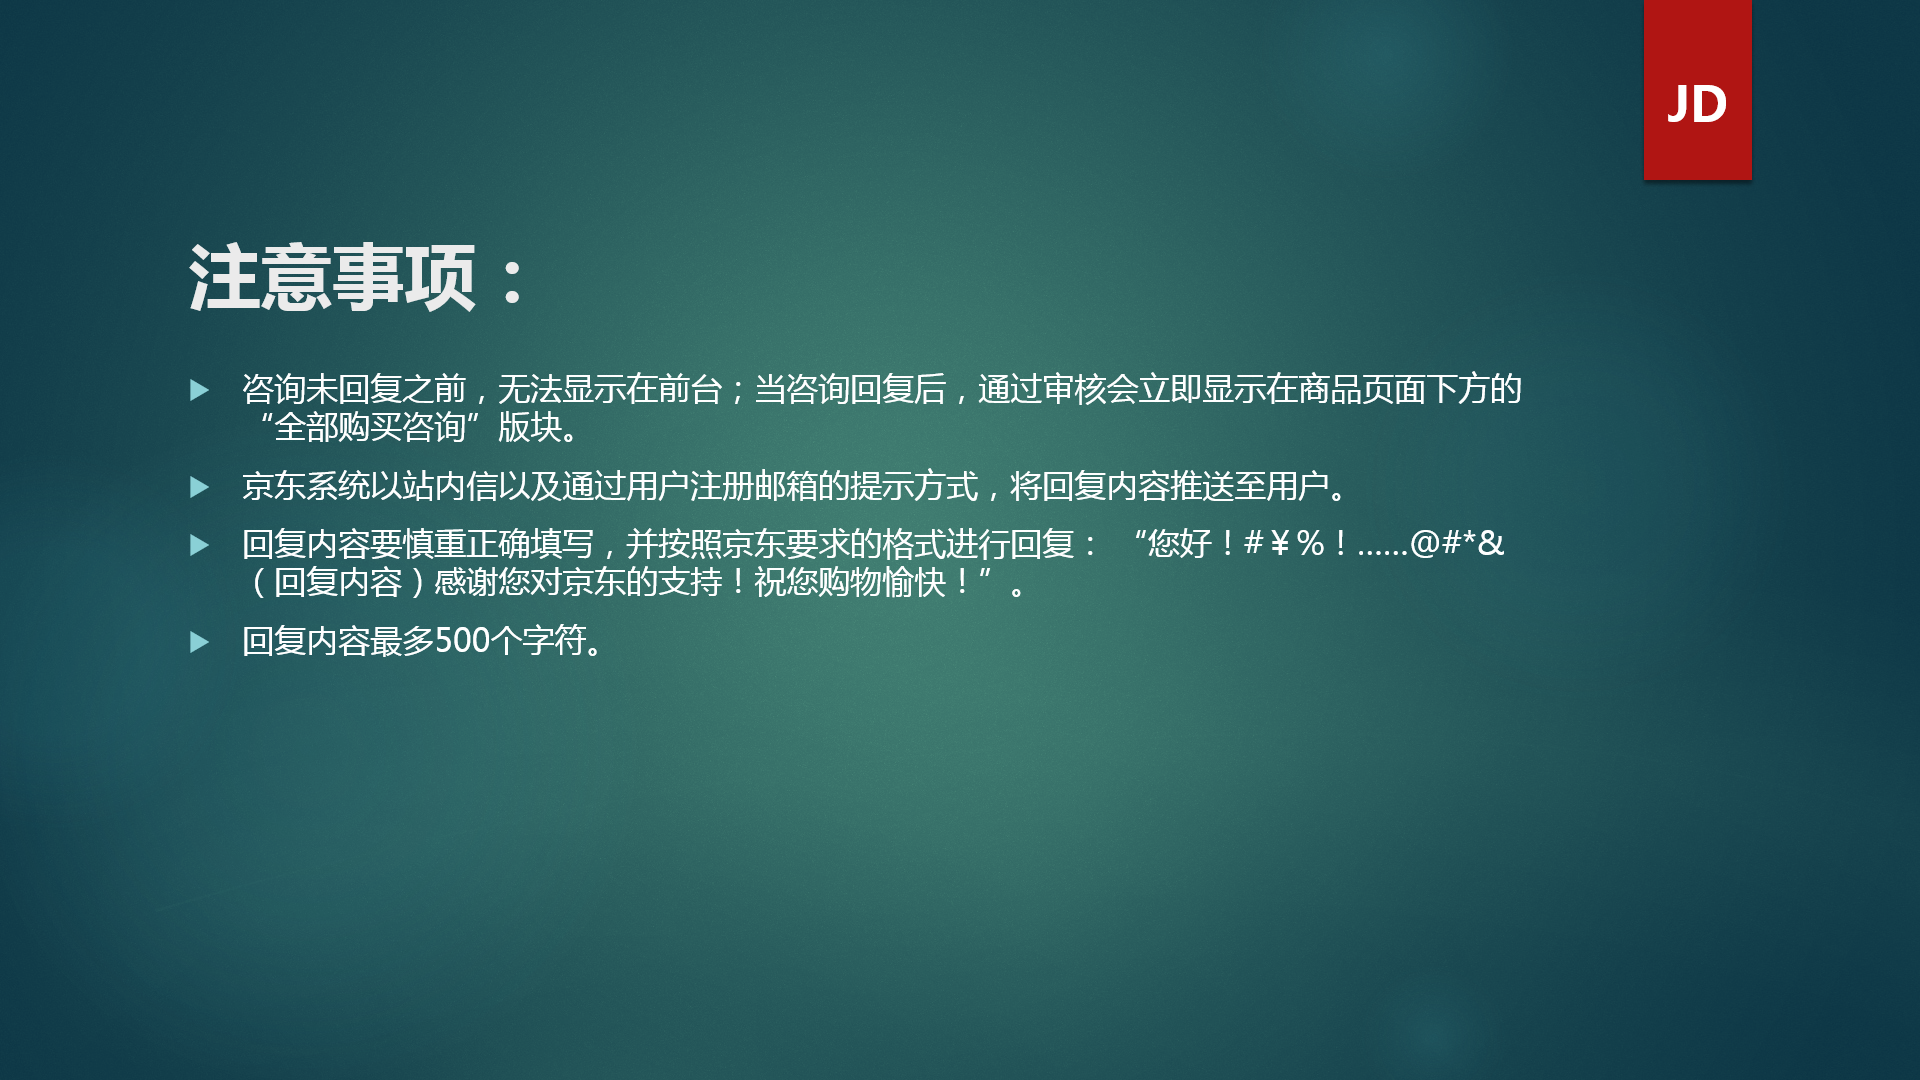 JD
注意事项：
咨询未回复之前，无法显示在前台；当咨询回复后，通过审核会立即显示在商品页面下方的
“全部购买咨询”版块。
京东系统以站内信以及通过用户注册邮箱的提示方式，将回复内容推送至用户。
回复内容要慎重正确填写，并按照京东要求的格式进行回复： “您好！#￥%！……@#*&
（回复内容）感谢您对京东的支持！祝您购物愉快！”。
回复内容最多500个字符。